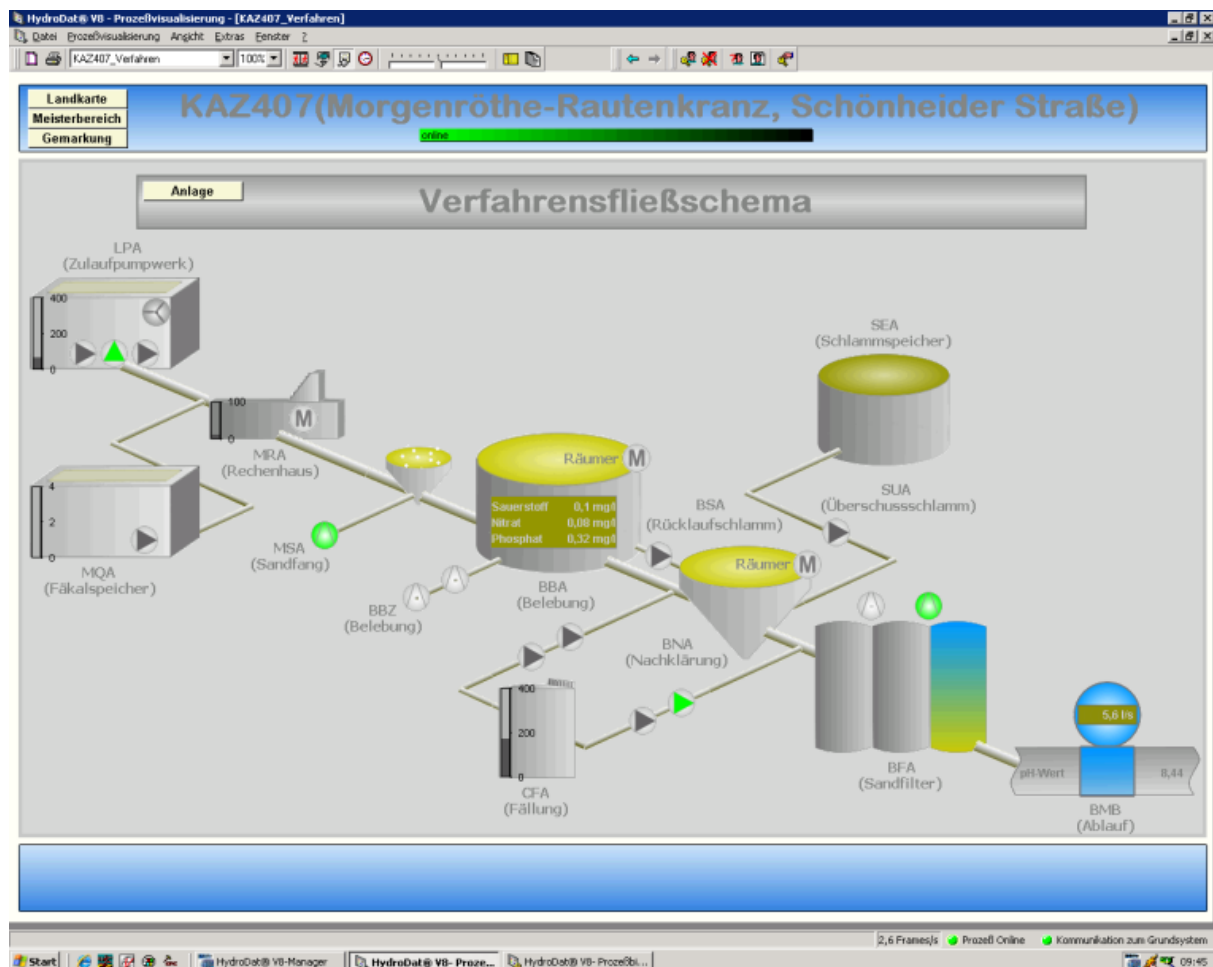 HydroDat® V8 - Prozeßvisualisierung - [KAZ407_Verfahren]
Datei Prozeßvisualisierung Ansicht Extras Fenster ?
KAZ407_Verfahren 100%
Landkarte
Meisterbereich
Gemarkung
KAZ407(Morgenröthe-Rautenkranz, Schönheider Straße)
online
Anlage
Verfahrensfließschema
LPA
(Zulaufpumpwerk)
400
200
0
SEA
(Schlammspeicher)
100
0
M
MRA
(Rechenhaus)
4
2
0
MQA
(Fäkalspeicher)
MSA
(Sandfang)
Räumer M
Sauerstoff 0,1 mg/l
Nitrat 0,08 mg/l
Phosphat 0,32 mg/l
BBA
(Belebung)
BBZ
(Belebung)
BSA
(Rücklaufschlamm)
SUA
(Überschussschlamm)
Räumer M
BNA
(Nachklärung)
400
200
0
CFA
(Fällung)
BFA
(Sandfilter)
5,6 l/s
pH-Wert 8,44
BMB
(Ablauf)
2,6 Frames/s Prozeß Online Kommunikation zum Grundsystem
Start HydroDat® V8-Manager HydroDat® V8- Proze... HydroDat® V8- Prozeßbi... 09:45